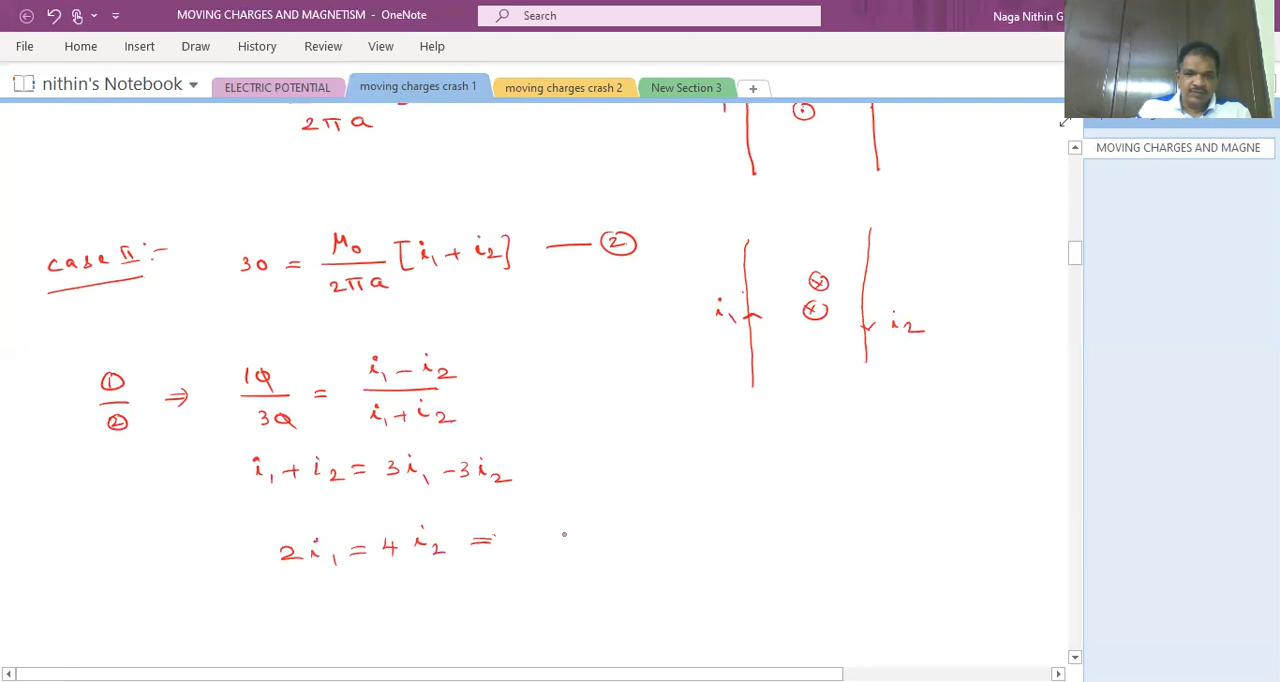 MOVING CHARGES AND MAGNETISM - OneNote
Search
Naga Nithin G
File Home Insert Draw History Review View Help
nithin's Notebook
ELECTRIC POTENTIAL
moving charges crash 1
moving charges crash 2
New Section 3
MOVING CHARGES AND MAGNE
2πa
case II :-
30 = μ₀/2πa [i₁ + i₂] — ②
i₁
i₂
①/② ⇒ 10/30 = i₁ - i₂/i₁ + i₂
i₁ + i₂ = 3i₁ - 3i₂
2i₁ = 4i₂ =